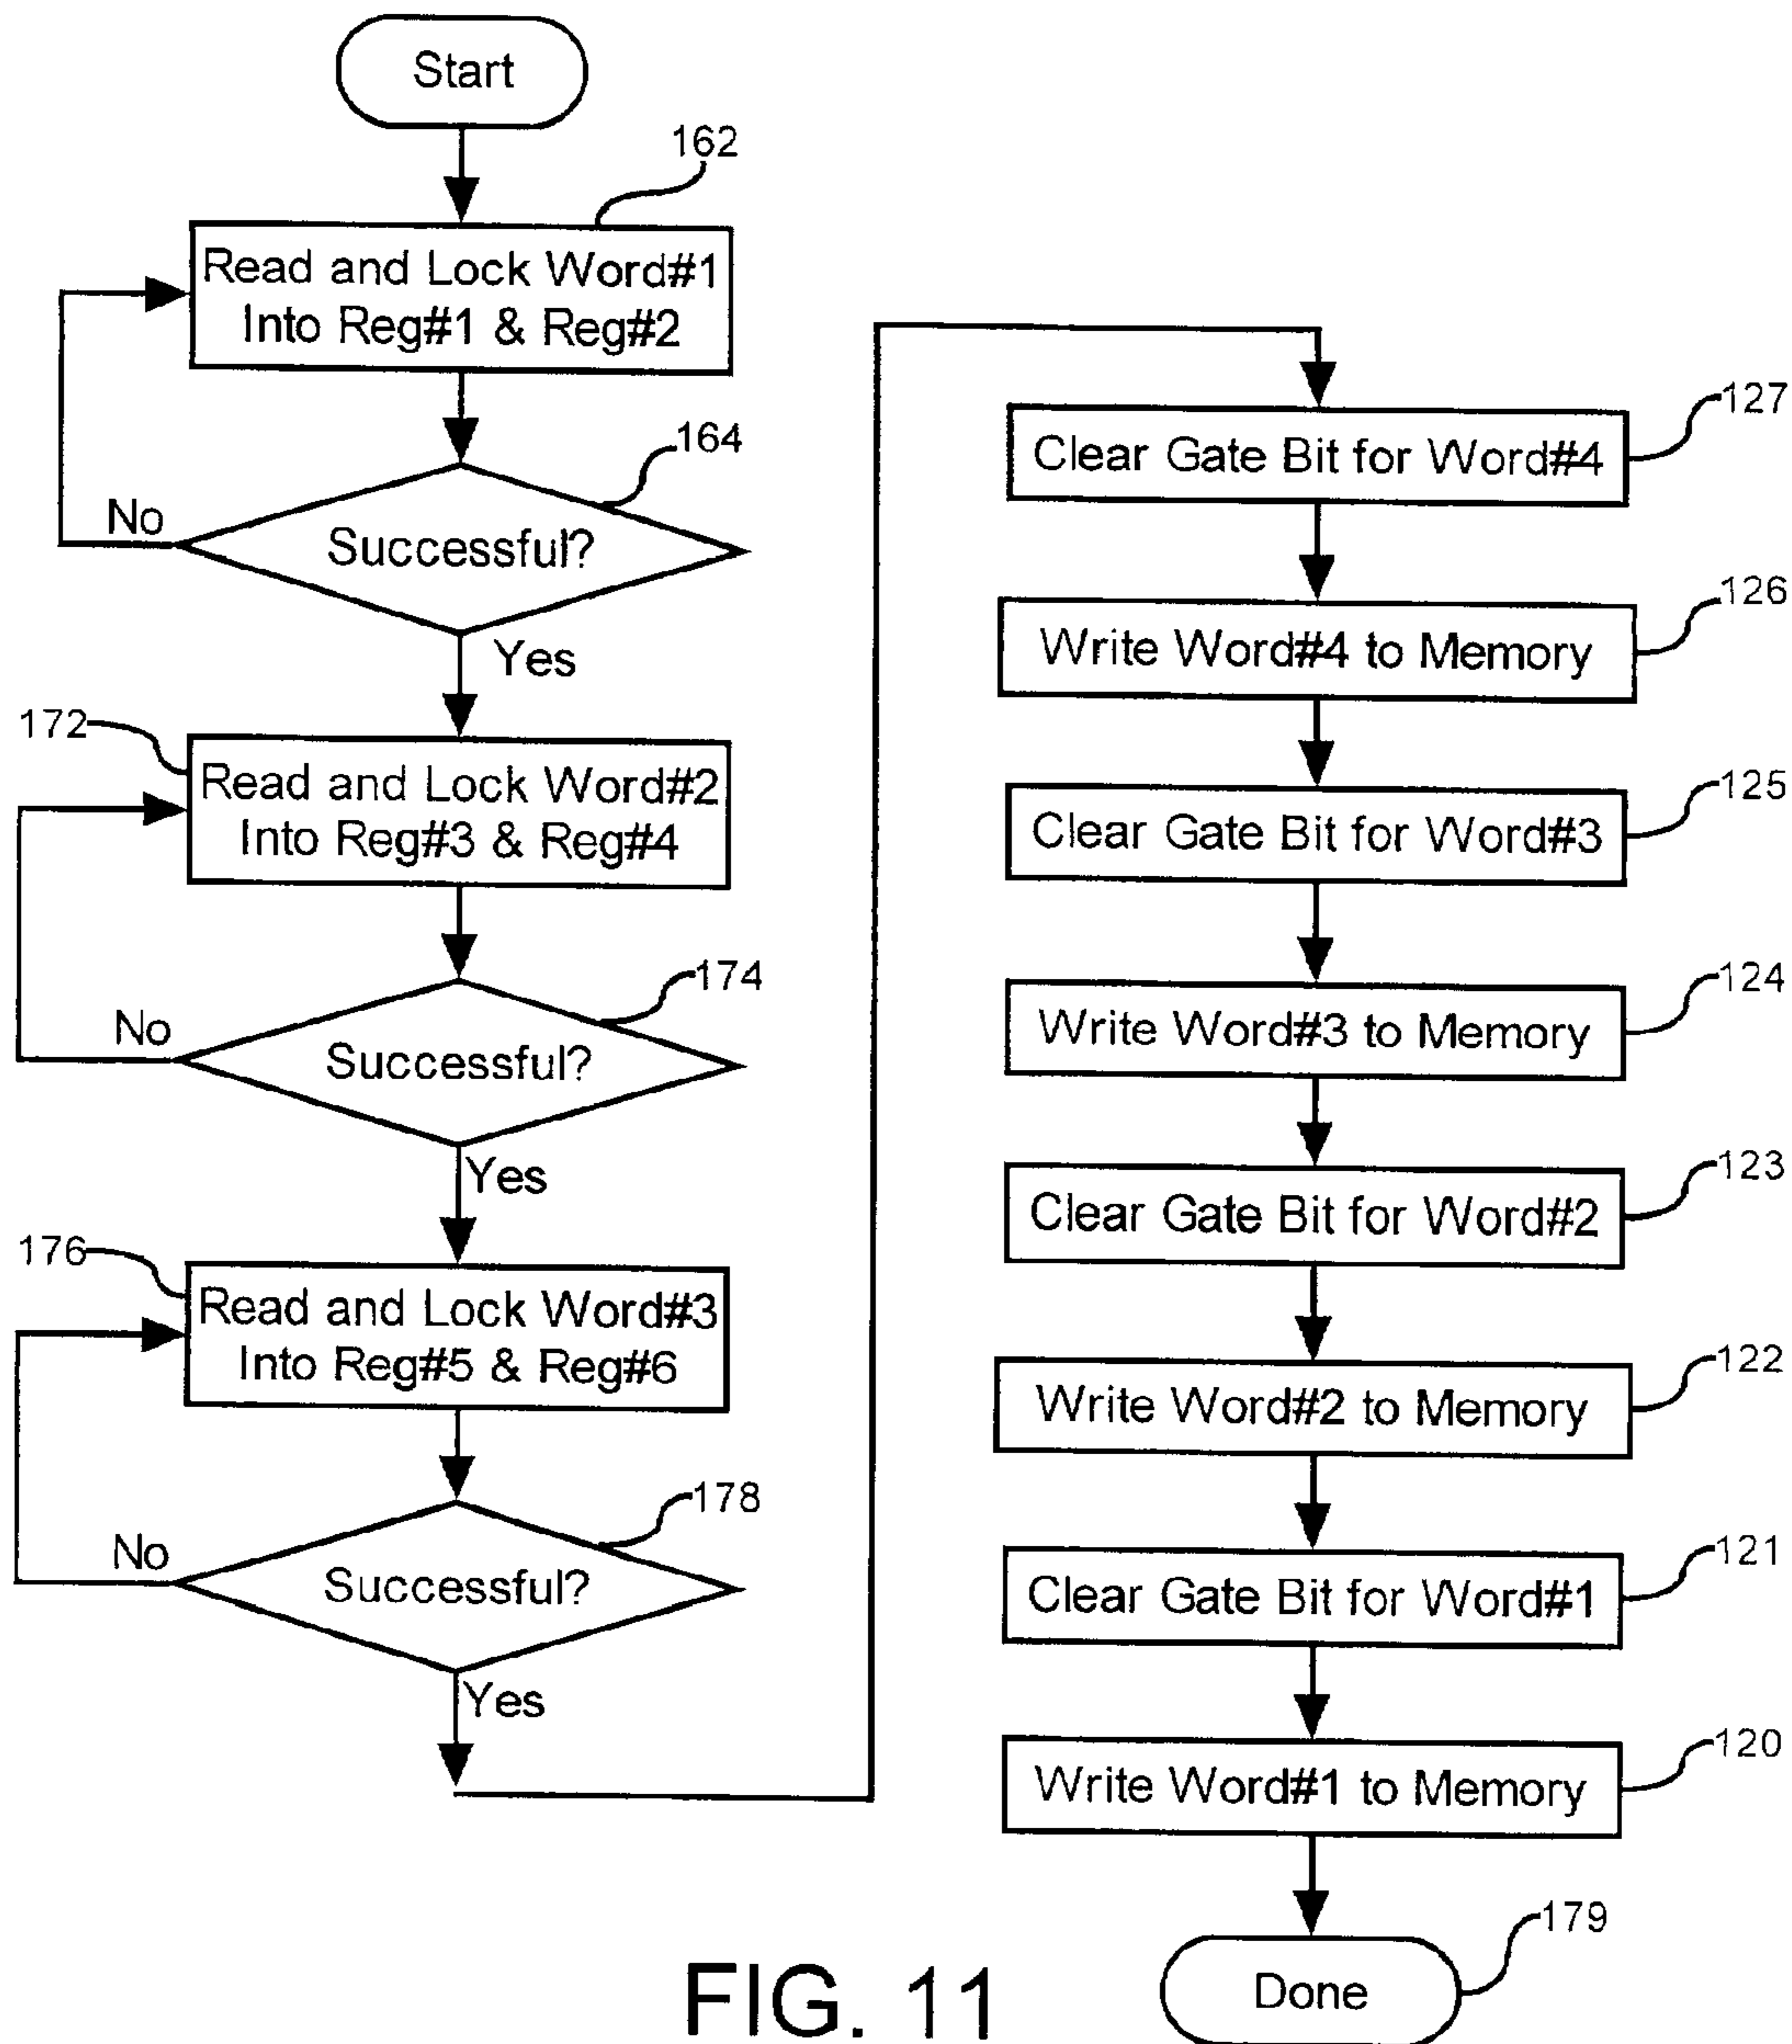 Start
162
Read and Lock Word#1
Into Reg#1 & Reg#2
164
No
Successful?
Yes
172
Read and Lock Word#2
Into Reg#3 & Reg#4
174
No
Successful?
Yes
176
Read and Lock Word#3
Into Reg#5 & Reg#6
178
No
Successful?
Yes
127
Clear Gate Bit for Word#4
126
Write Word#4 to Memory
125
Clear Gate Bit for Word#3
124
Write Word#3 to Memory
123
Clear Gate Bit for Word#2
122
Write Word#2 to Memory
121
Clear Gate Bit for Word#1
120
Write Word#1 to Memory
179
Done
FIG. 11